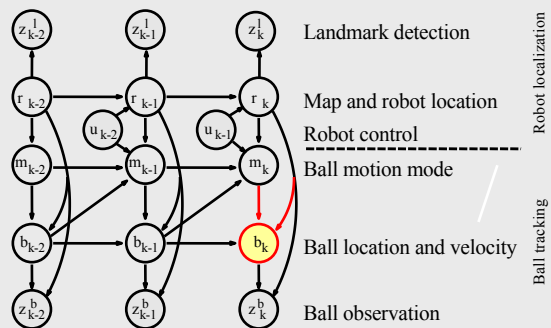 z^l_{k-2} z^l_{k-1} z^l_k Landmark detection
r_{k-2} r_{k-1} r_k Map and robot location
u_{k-2} u_{k-1} Robot control
m_{k-2} m_{k-1} m_k Ball motion mode
b_{k-2} b_{k-1} b_k Ball location and velocity
z^b_{k-2} z^b_{k-1} z^b_k Ball observation
Robot localization
Ball tracking